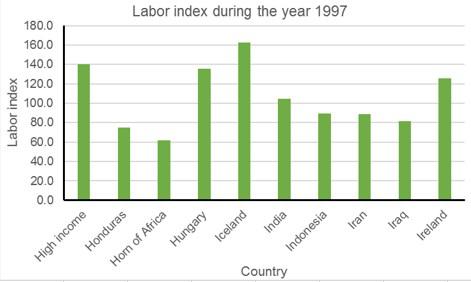 Labor index during the year 1997
Labor index
180.0
160.0
140.0
120.0
100.0
80.0
60.0
40.0
20.0
0.0
High income
Honduras
Horn of Africa
Hungary
Iceland
India
Indonesia
Iran
Iraq
Ireland
Country